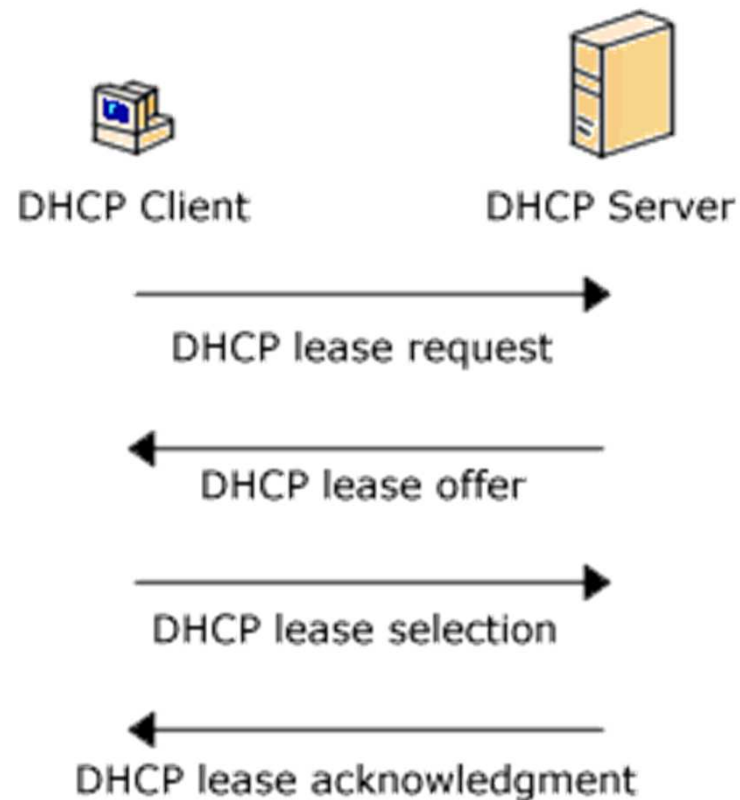 DHCP Client
DHCP Server
DHCP lease request
DHCP lease offer
DHCP lease selection
DHCP lease acknowledgment